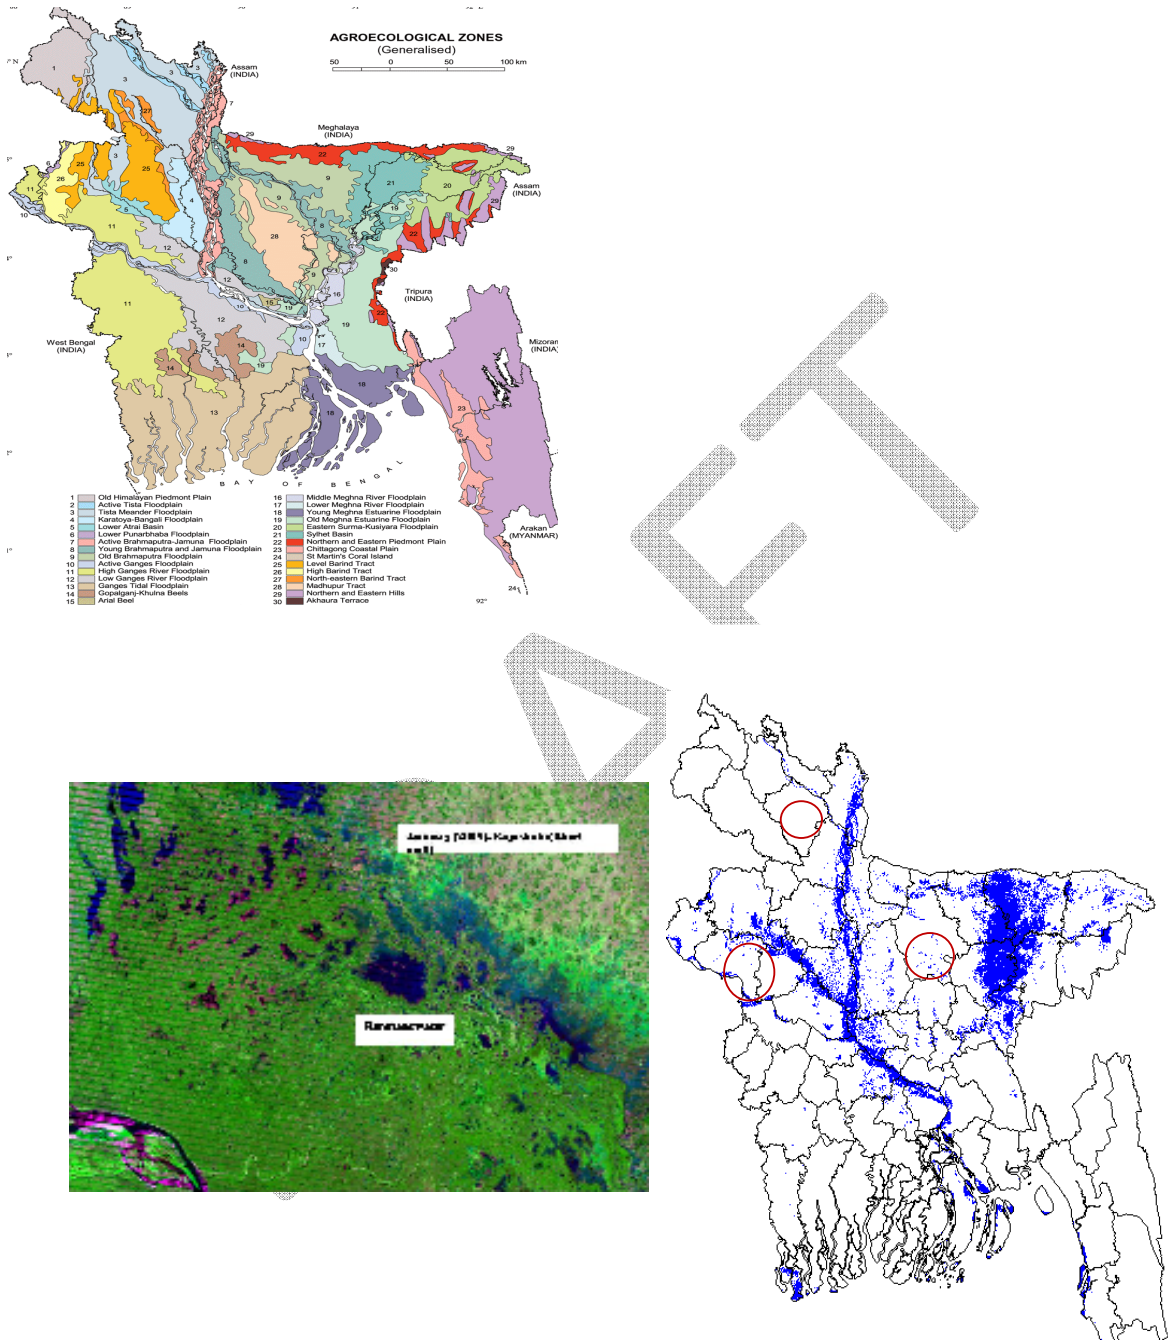 92°E
AGROECOLOGICAL ZONES
(Generalised)
50 0 50 100 km
Assam
(INDIA)
Meghalaya
(INDIA)
Assam
(INDIA)
Tripura
(INDIA)
West Bengal
(INDIA)
Mizoram
(INDIA)
BAY OF BENGAL
Arakan
(MYANMAR)
92°
1 Old Himalayan Piedmont Plain
2 Active Tista Floodplain
3 Tista Meander Floodplain
4 Karatoya-Bangali Floodplain
5 Lower Atrai Basin
6 Lower Punarbhaba Floodplain
7 Active Brahmaputra-Jamuna Floodplain
8 Young Brahmaputra and Jamuna Floodplain
9 Old Brahmaputra Floodplain
10 Active Ganges Floodplain
11 High Ganges River Floodplain
12 Low Ganges River Floodplain
13 Ganges Tidal Floodplain
14 Gopalganj-Khulna Beels
15 Arial Beel
16 Middle Meghna River Floodplain
17 Lower Meghna River Floodplain
18 Young Meghna Estuarine Floodplain
19 Old Meghna Estuarine Floodplain
20 Eastern Surma-Kusiyara Floodplain
21 Sylhet Basin
22 Northern and Eastern Piedmont Plain
23 Chittagong Coastal Plain
24 St Martin's Coral Island
25 Level Barind Tract
26 High Barind Tract
27 North-eastern Barind Tract
28 Madhupur Tract
29 Northern and Eastern Hills
30 Akhaura Terrace